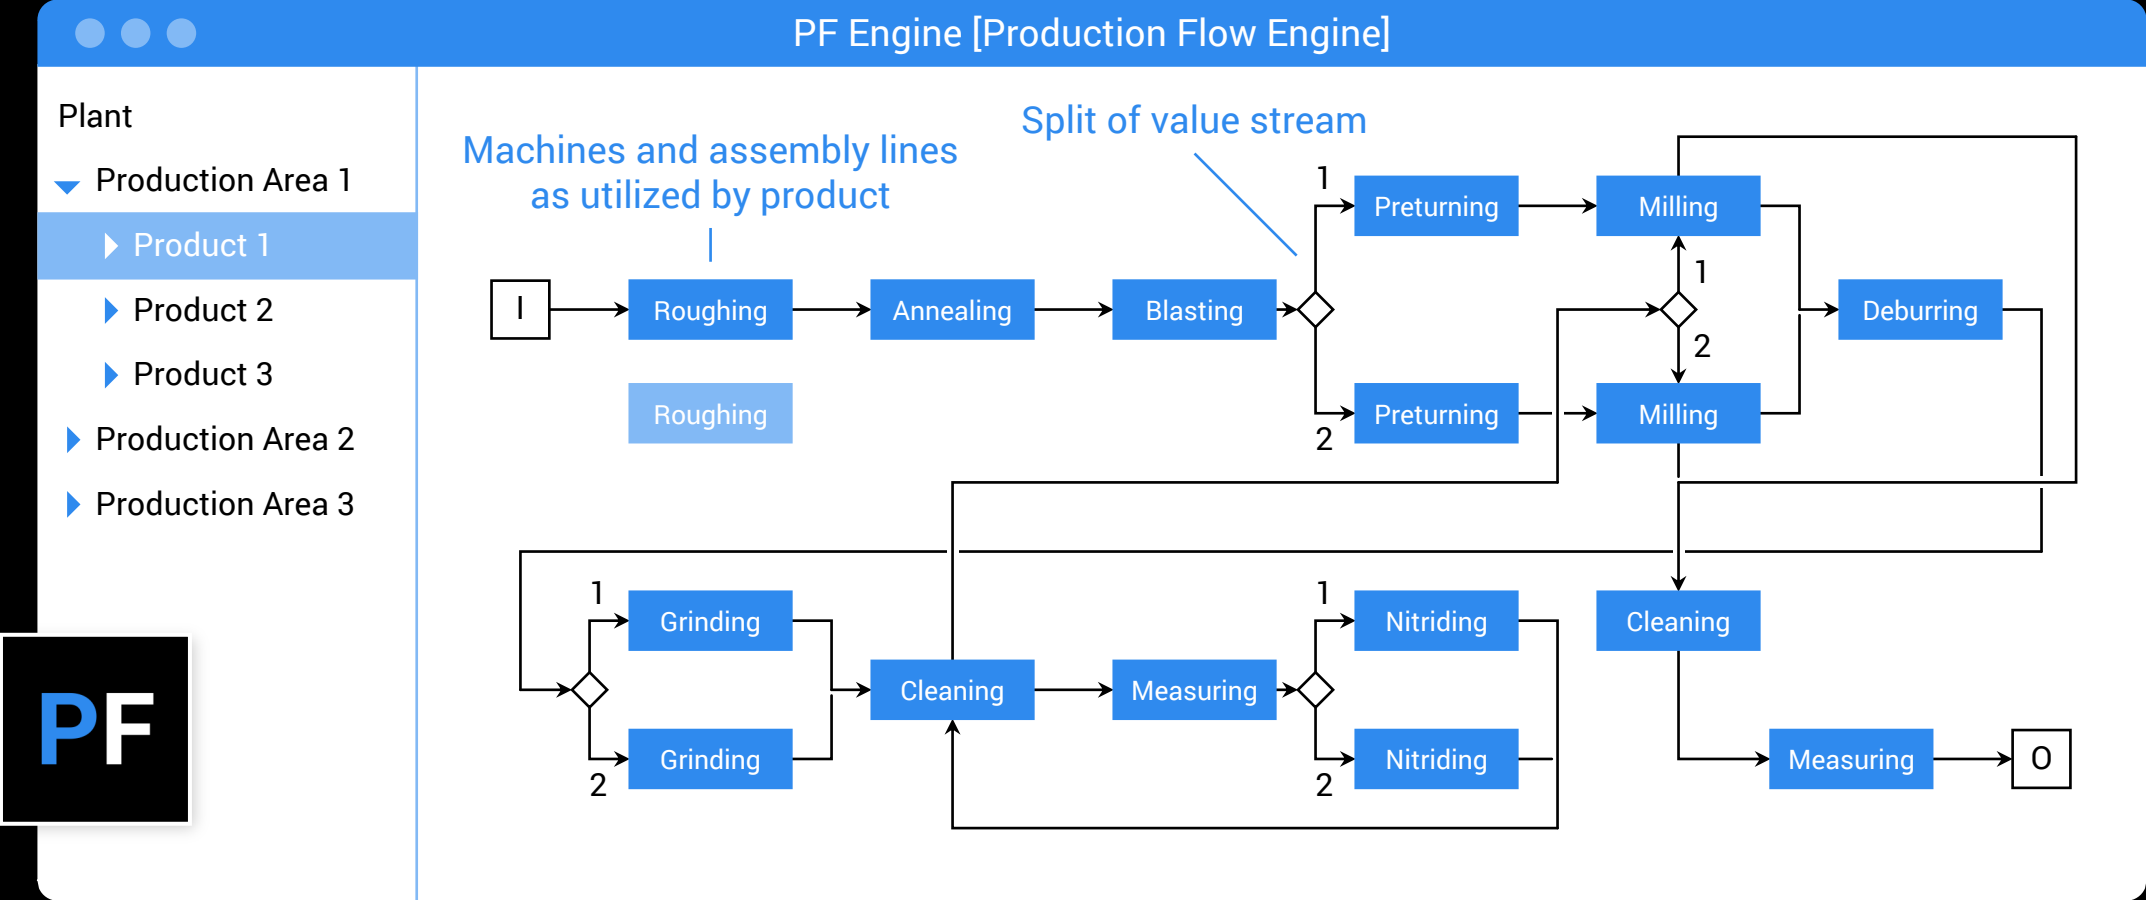 PF Engine [Production Flow Engine]
Plant
Production Area 1
Product 1
Product 2
Product 3
Production Area 2
Production Area 3
PF
Machines and assembly lines
as utilized by product
Split of value stream
I
Roughing
Annealing
Blasting
1
Preturning
Milling
1
2
Deburring
Roughing
2
Preturning
Milling
1
Grinding
2
Grinding
Cleaning
Measuring
1
Nitriding
2
Nitriding
Cleaning
Measuring
O